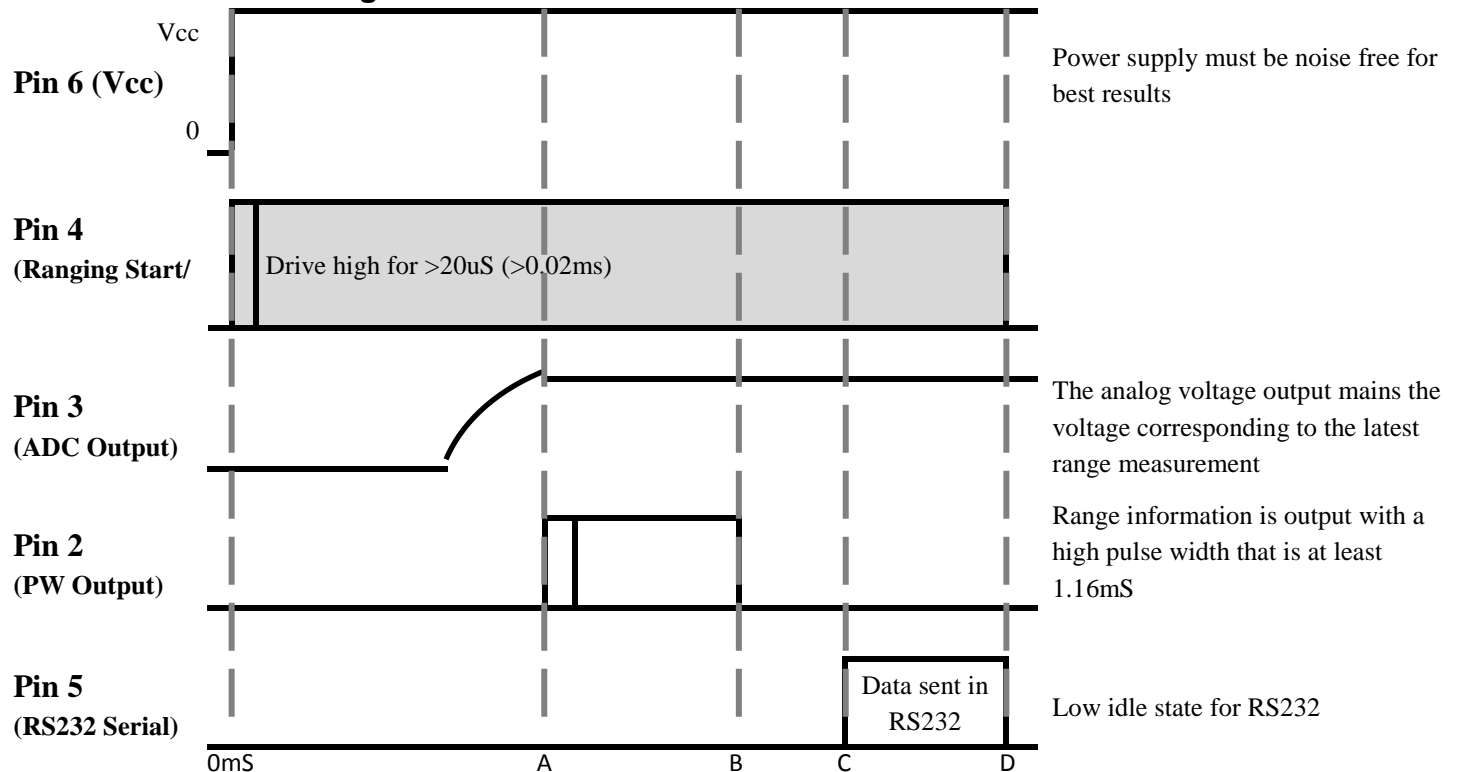 Vcc
Pin 6 (Vcc)
0
Power supply must be noise free for
best results
Pin 4
(Ranging Start/
Drive high for >20uS (>0.02ms)
Pin 3
(ADC Output)
The analog voltage output mains the
voltage corresponding to the latest
range measurement
Pin 2
(PW Output)
Range information is output with a
high pulse width that is at least
1.16mS
Pin 5
(RS232 Serial)
Data sent in
RS232
Low idle state for RS232
0mS A B C D